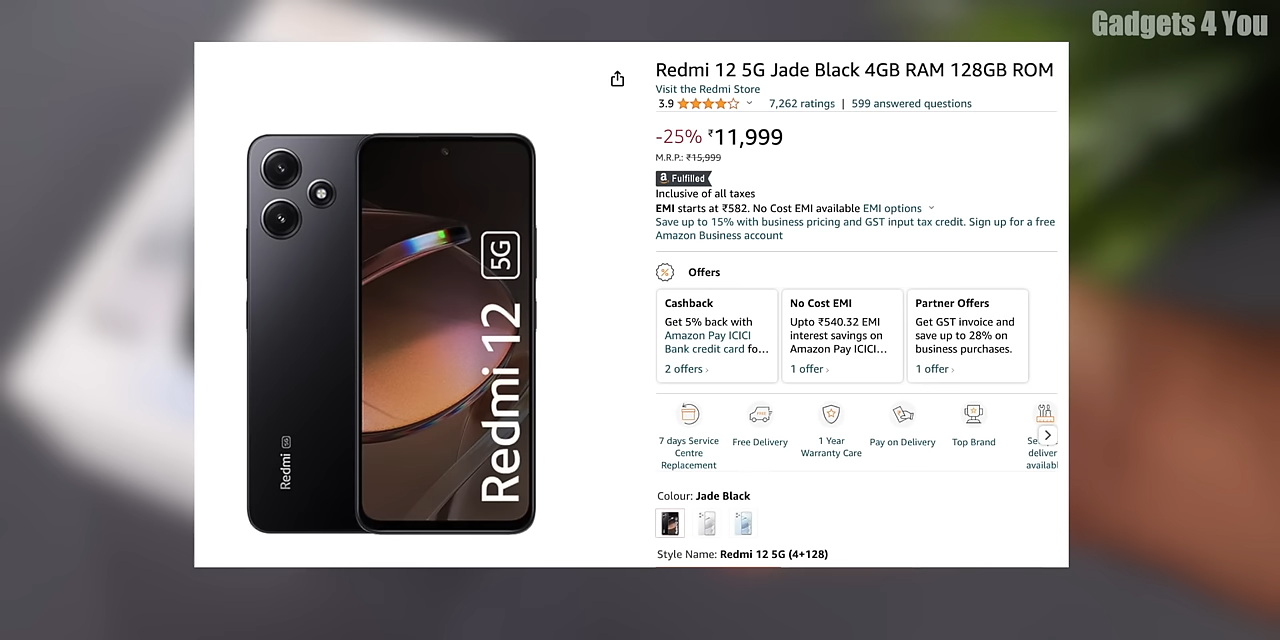 Gadgets 4 You
Redmi 12 5G Jade Black 4GB RAM 128GB ROM
Visit the Redmi Store
3.9
7,262 ratings | 599 answered questions
-25% ₹11,999
M.R.P.: ₹15,999
a Fulfilled
Inclusive of all taxes
EMI starts at ₹582. No Cost EMI available EMI options
Save up to 15% with business pricing and GST input tax credit. Sign up for a free
Amazon Business account
% Offers
Cashback
Get 5% back with
Amazon Pay ICICI
Bank credit card fo...
2 offers ›
No Cost EMI
Upto ₹540.32 EMI
interest savings on
Amazon Pay ICICI...
1 offer ›
Partner Offers
Get GST invoice and
save up to 28% on
business purchases.
1 offer ›
7 days Service
Centre
Replacement
FREE
Free Delivery
1 Year
Warranty Care
Pay on Delivery
Top Brand
deliver
availabl
Colour: Jade Black
Style Name: Redmi 12 5G (4+128)
Redmi 12 5G
Redmi 5G